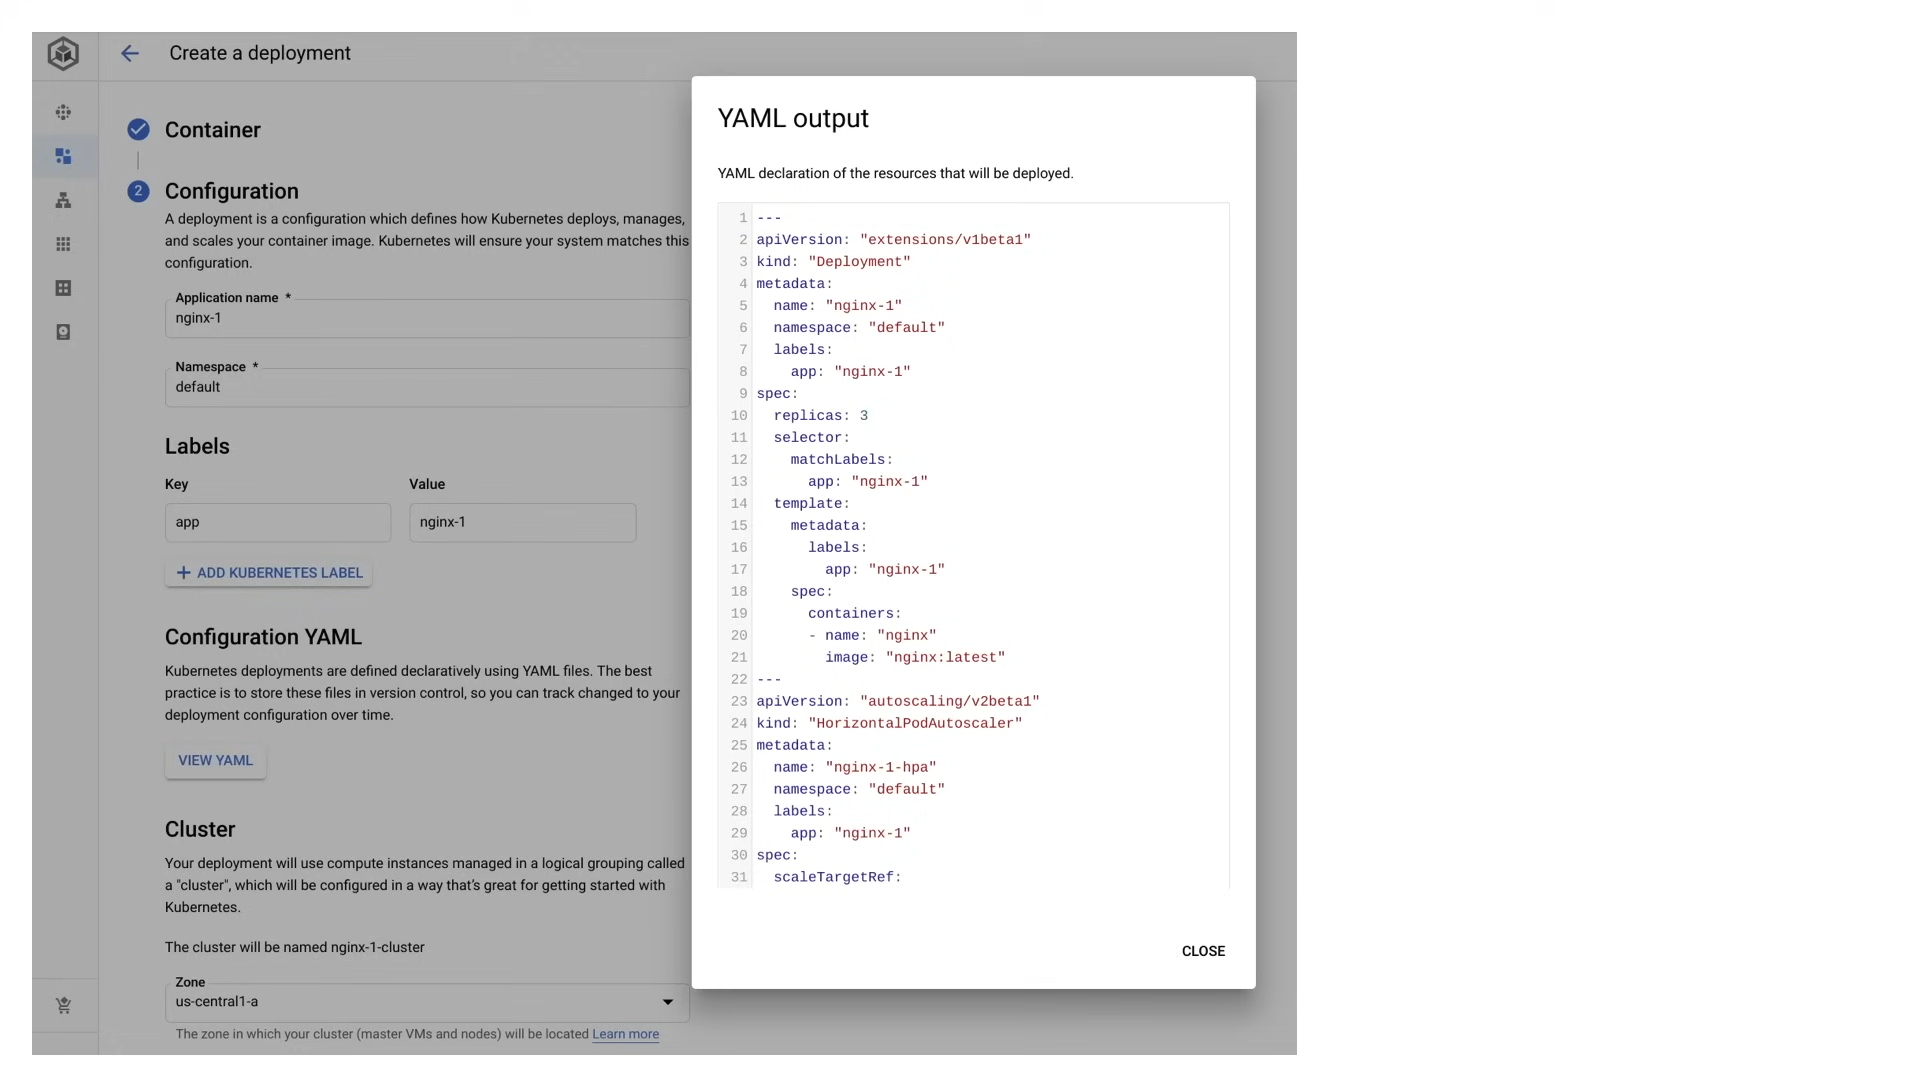 Create a deployment
Container
2 Configuration
A deployment is a configuration which defines how Kubernetes deploys, manages,
and scales your container image. Kubernetes will ensure your system matches this
configuration.
Application name *
nginx-1
Namespace *
default
Labels
Key Value
app nginx-1
+ ADD KUBERNETES LABEL
Configuration YAML
Kubernetes deployments are defined declaratively using YAML files. The best
practice is to store these files in version control, so you can track changed to your
deployment configuration over time.
VIEW YAML
Cluster
Your deployment will use compute instances managed in a logical grouping called
a "cluster", which will be configured in a way that's great for getting started with
Kubernetes.
The cluster will be named nginx-1-cluster
Zone
us-central1-a
The zone in which your cluster (master VMs and nodes) will be located Learn more
YAML output
YAML declaration of the resources that will be deployed.
1 ---
2 apiVersion: "extensions/v1beta1"
3 kind: "Deployment"
4 metadata:
5   name: "nginx-1"
6   namespace: "default"
7   labels:
8     app: "nginx-1"
9 spec:
10   replicas: 3
11   selector:
12     matchLabels:
13       app: "nginx-1"
14   template:
15     metadata:
16       labels:
17         app: "nginx-1"
18     spec:
19       containers:
20       - name: "nginx"
21         image: "nginx:latest"
22 ---
23 apiVersion: "autoscaling/v2beta1"
24 kind: "HorizontalPodAutoscaler"
25 metadata:
26   name: "nginx-1-hpa"
27   namespace: "default"
28   labels:
29     app: "nginx-1"
30 spec:
31   scaleTargetRef:
CLOSE